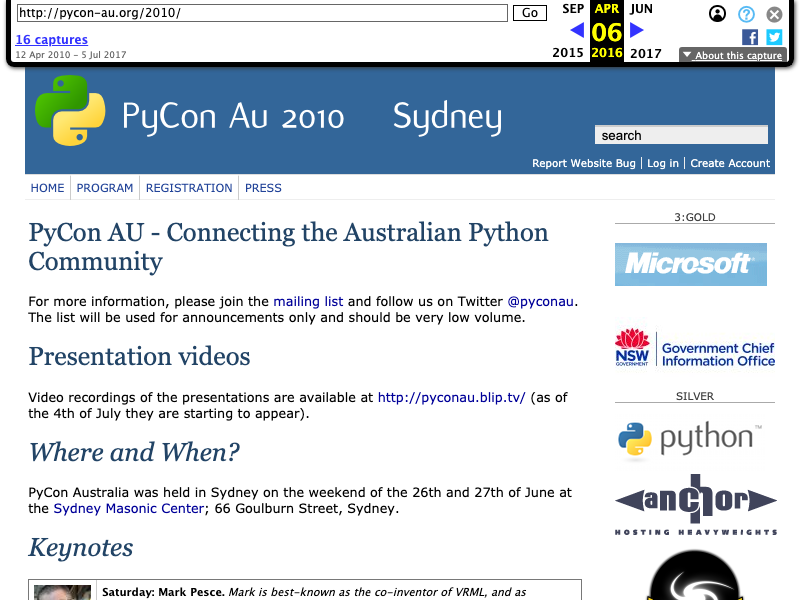 http://pycon-au.org/2010/
Go
SEP APR JUN
06
2015 2016 2017
16 captures
12 Apr 2010 – 5 Jul 2017
About this capture
PyCon Au 2010 Sydney
search
Report Website Bug | Log in | Create Account
HOME PROGRAM REGISTRATION PRESS
PyCon AU - Connecting the Australian Python
Community
For more information, please join the mailing list and follow us on Twitter @pyconau.
The list will be used for announcements only and should be very low volume.
Presentation videos
Video recordings of the presentations are available at http://pyconau.blip.tv/ (as of
the 4th of July they are starting to appear).
Where and When?
PyCon Australia was held in Sydney on the weekend of the 26th and 27th of June at
the Sydney Masonic Center; 66 Goulburn Street, Sydney.
Keynotes
Saturday: Mark Pesce. Mark is best-known as the co-inventor of VRML, and as
3:GOLD
Microsoft
NSW
GOVERNMENT
Government Chief
Information Office
SILVER
python™
anchor
HOSTING HEAVYWEIGHTS